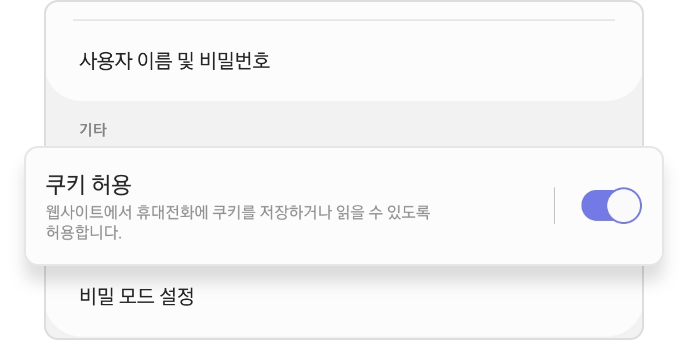 사용자 이름 및 비밀번호
기타
쿠키 허용
웹사이트에서 휴대전화에 쿠키를 저장하거나 읽을 수 있도록
허용합니다.
비밀 모드 설정